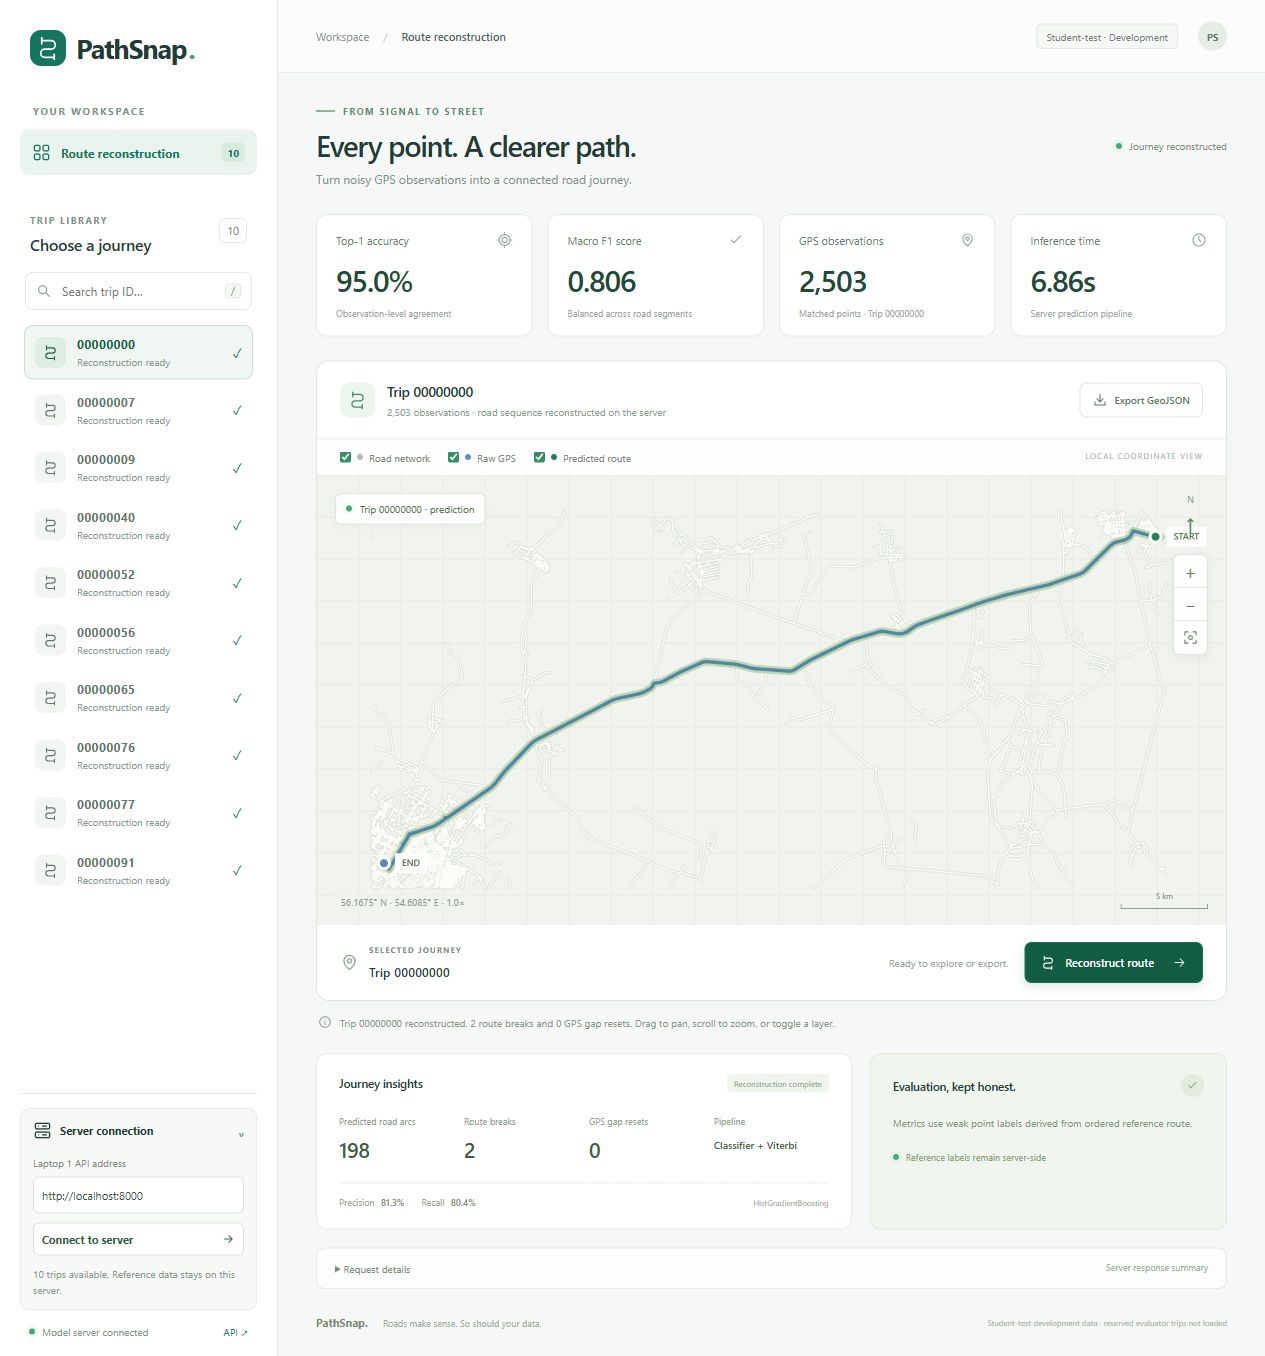 PathSnap.
YOUR WORKSPACE
Route reconstruction 10
TRIP LIBRARY
Choose a journey
10
Search trip ID... /
00000000
Reconstruction ready
00000007
Reconstruction ready
00000009
Reconstruction ready
00000040
Reconstruction ready
00000052
Reconstruction ready
00000056
Reconstruction ready
00000065
Reconstruction ready
00000076
Reconstruction ready
00000077
Reconstruction ready
00000091
Reconstruction ready
Server connection
Laptop 1 API address
http://localhost:8000
Connect to server →
10 trips available. Reference data stays on this
server.
Model server connected API ↗
Workspace / Route reconstruction
Student-test · Development
PS
FROM SIGNAL TO STREET
Every point. A clearer path.
Turn noisy GPS observations into a connected road journey.
Journey reconstructed
Top-1 accuracy
95.0%
Observation-level agreement
Macro F1 score
0.806
Balanced across road segments
GPS observations
2,503
Matched points · Trip 00000000
Inference time
6.86s
Server prediction pipeline
Trip 00000000
2,503 observations · road sequence reconstructed on the server
Export GeoJSON
Road network Raw GPS Predicted route
LOCAL COORDINATE VIEW
Trip 00000000 · prediction
N
START
+
−
END
56.1675° N · 54.6085° E · 1.0×
5 km
SELECTED JOURNEY
Trip 00000000
Ready to explore or export.
Reconstruct route →
Trip 00000000 reconstructed. 2 route breaks and 0 GPS gap resets. Drag to pan, scroll to zoom, or toggle a layer.
Journey insights
Reconstruction complete
Predicted road arcs
198
Route breaks
2
GPS gap resets
0
Pipeline
Classifier + Viterbi
Precision 81.3% Recall 80.4%
HistGradientBoosting
Evaluation, kept honest.
Metrics use weak point labels derived from ordered reference route.
Reference labels remain server-side
Request details
Server response summary
PathSnap. Roads make sense. So should your data.
Student-test development data · reserved evaluator trips not loaded